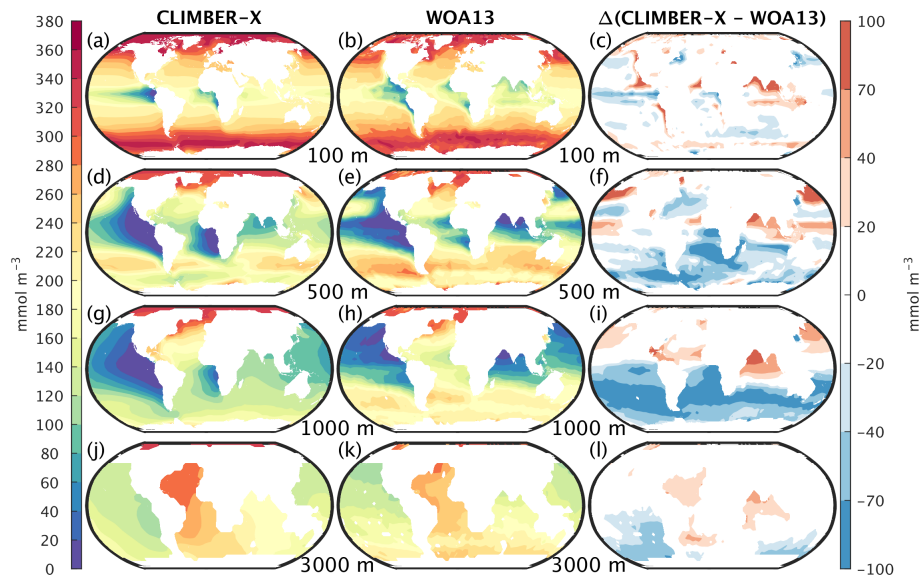 CLIMBER-X WOA13 Δ(CLIMBER-X - WOA13)
(a) (b) (c)
100 m 100 m
(d) (e) (f)
500 m 500 m
(g) (h) (i)
1000 m 1000 m
(j) (k) (l)
3000 m 3000 m
380
360
340
320
300
280
260
240
220
200
180
160
140
120
100
80
60
40
20
0
mmol m⁻³
100
70
40
20
0
-20
-40
-70
-100
mmol m⁻³